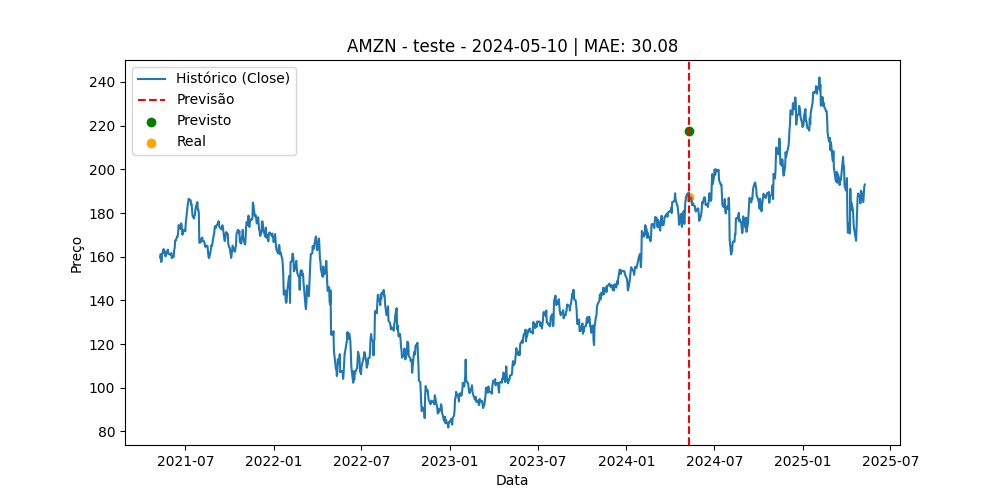 AMZN - teste - 2024-05-10 | MAE: 30.08
Histórico (Close)
Previsão
Previsto
Real
Preço
240
220
200
180
160
140
120
100
80
2021-07 2022-01 2022-07 2023-01 2023-07 2024-01 2024-07 2025-01 2025-07
Data